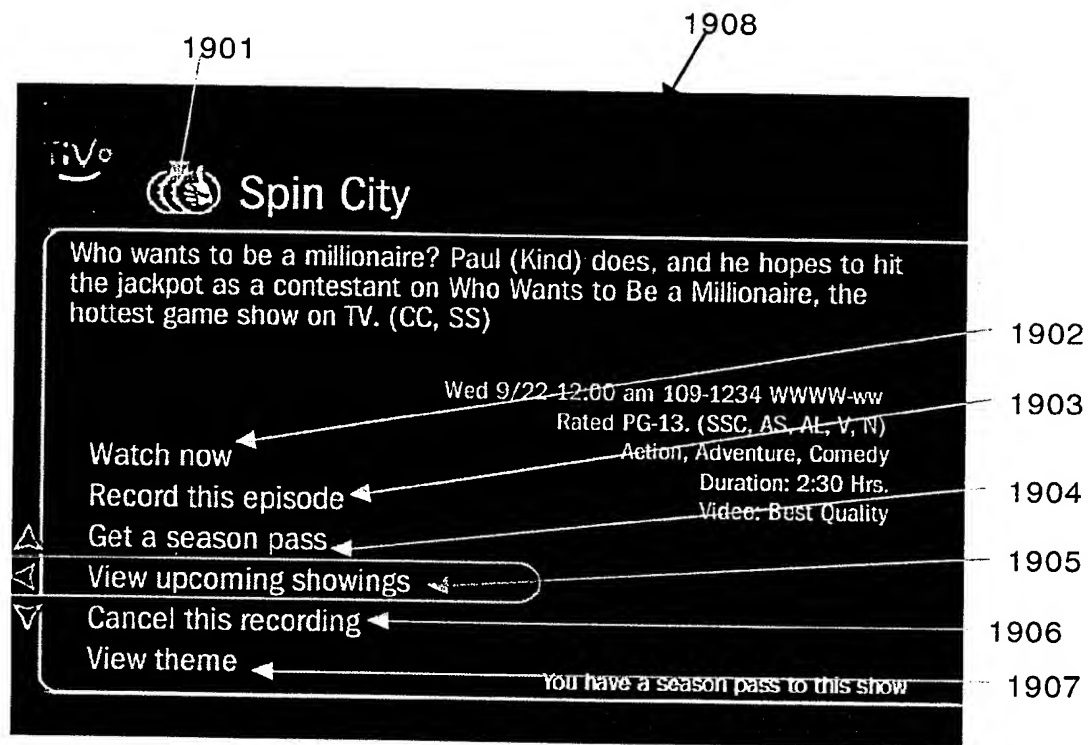 1908
1901
TiVo
Spin City
Who wants to be a millionaire? Paul (Kind) does, and he hopes to hit
the jackpot as a contestant on Who Wants to Be a Millionaire, the
hottest game show on TV. (CC, SS)
1902
Wed 9/22 12:00 am 109-1234 WWWW-ww
1903
Rated PG-13. (SSC, AS, AL, V, N)
Watch now
Action, Adventure, Comedy
Record this episode
Duration: 2:30 Hrs.
1904
Video: Best Quality
Get a season pass
1905
View upcoming showings
Cancel this recording
1906
View theme
You have a season pass to this show
1907